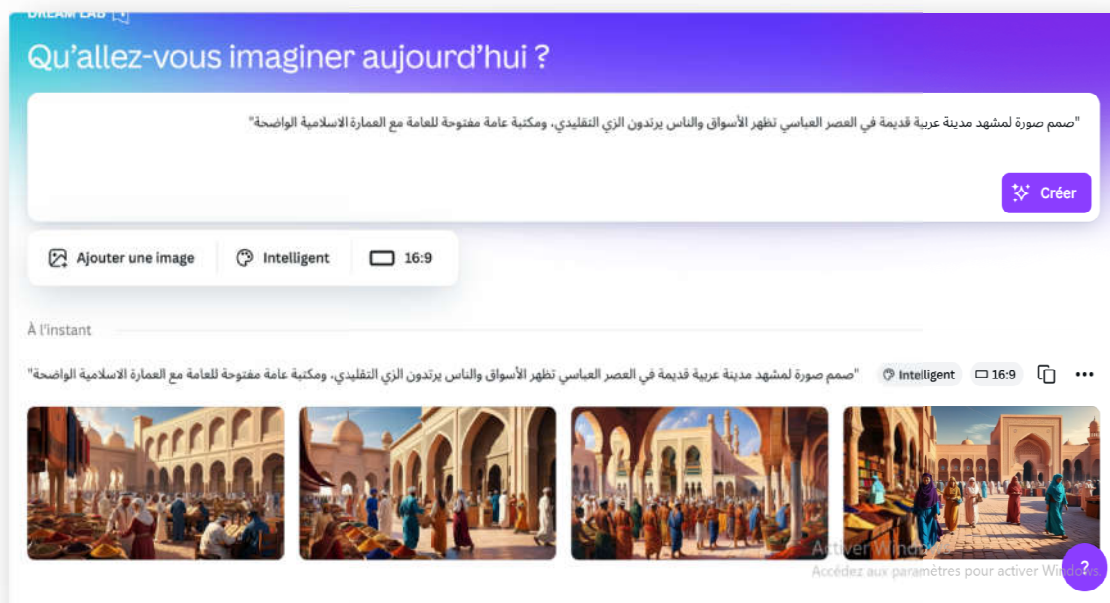 DREAM LAB
Qu'allez-vous imaginer aujourd'hui ?
"صمم صورة لمشهد مدينة عربية قديمة في العصر العباسي تظهر الأسواق والناس يرتدون الزي التقليدي، ومكتبة عامة مفتوحة للعامة مع العمارة الاسلامية الواضحة"
Créer
Ajouter une image
Intelligent
16:9
À l'instant
"صمم صورة لمشهد مدينة عربية قديمة في العصر العباسي تظهر الأسواق والناس يرتدون الزي التقليدي، ومكتبة عامة مفتوحة للعامة مع العمارة الاسلامية الواضحة"
Intelligent
16:9
Activer Windows
Accédez aux paramètres pour activer Windows.
?